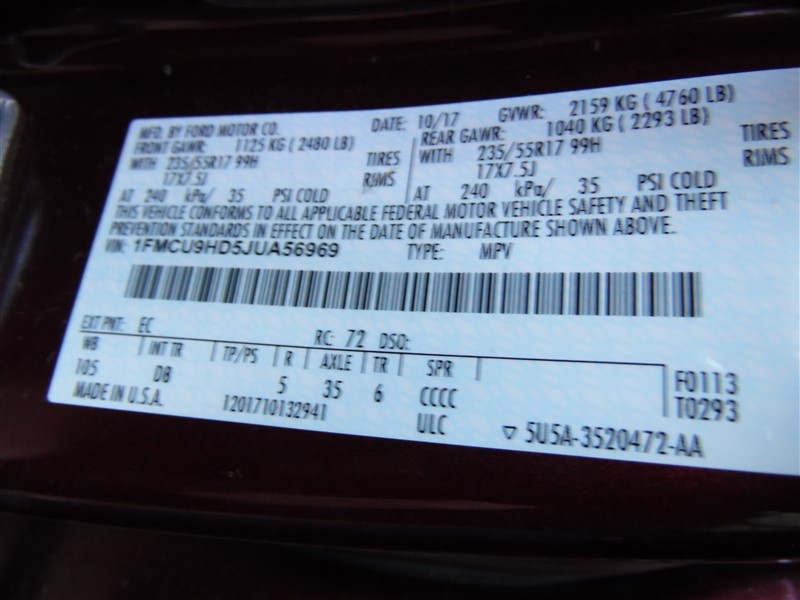 MFD. BY FORD MOTOR CO. DATE: 10/17 GVWR: 2159 KG ( 4760 LB)
FRONT GAWR: 1125 KG ( 2480 LB) REAR GAWR: 1040 KG ( 2293 LB)
WITH 235/55R17 99H TIRES WITH 235/55R17 99H TIRES
17X7.5J RIMS 17X7.5J RIMS
AT 240 kPa/ 35 PSI COLD AT 240 kPa/ 35 PSI COLD
THIS VEHICLE CONFORMS TO ALL APPLICABLE FEDERAL MOTOR VEHICLE SAFETY AND THEFT
PREVENTION STANDARDS IN EFFECT ON THE DATE OF MANUFACTURE SHOWN ABOVE.
VIN: 1FMCU9HD5JUA56969 TYPE: MPV
EXT PNT: EC RC: 72 DSO:
WB INT TR TP/PS R AXLE TR SPR
105 DB 5 35 6 CCCC F0113
MADE IN U.S.A. 1201710132941 ULC T0293
▽ 5U5A-3520472-AA